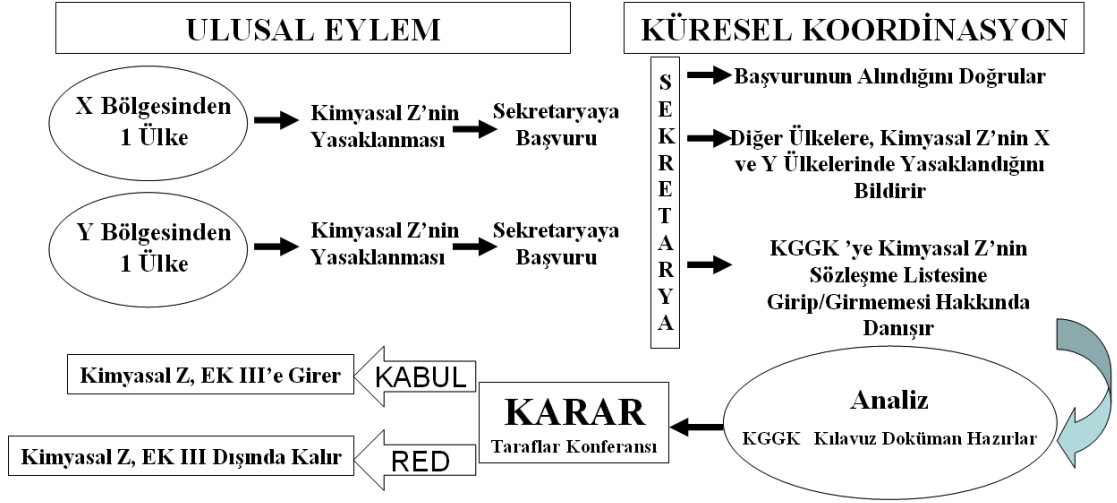 ULUSAL EYLEM
KÜRESEL KOORDİNASYON
X Bölgesinden
1 Ülke
Kimyasal Z’nin
Yasaklanması
Sekretaryaya
Başvuru
Y Bölgesinden
1 Ülke
Kimyasal Z’nin
Yasaklanması
Sekretaryaya
Başvuru
S
E
K
R
E
T
A
R
Y
A
Başvurunun Alındığını Doğrular
Diğer Ülkelere, Kimyasal Z’nin X
ve Y Ülkelerinde Yasaklandığını
Bildirir
KGGK ’ye Kimyasal Z’nin
Sözleşme Listesine
Girip/Girmemesi Hakkında
Danışır
Analiz
KGGK Kılavuz Doküman Hazırlar
KARAR
Taraflar Konferansı
KABUL
Kimyasal Z, EK III’e Girer
RED
Kimyasal Z, EK III Dışında Kalır